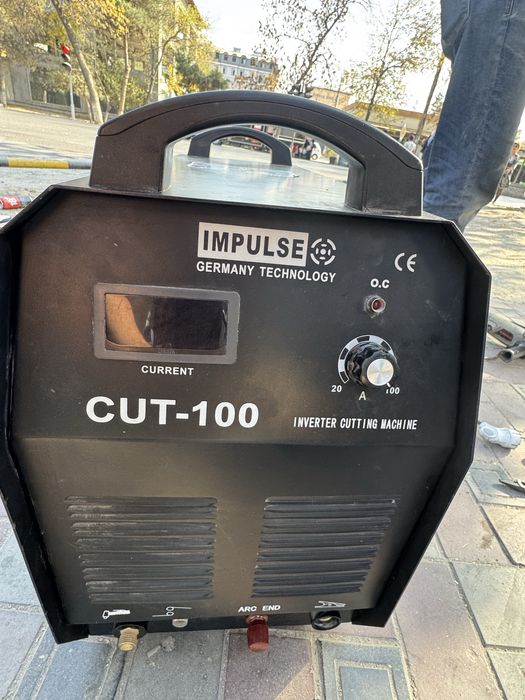 IMPULSE
GERMANY TECHNOLOGY
CE
O.C
CURRENT
20 100
A
CUT-100
INVERTER CUTTING MACHINE
ARC END